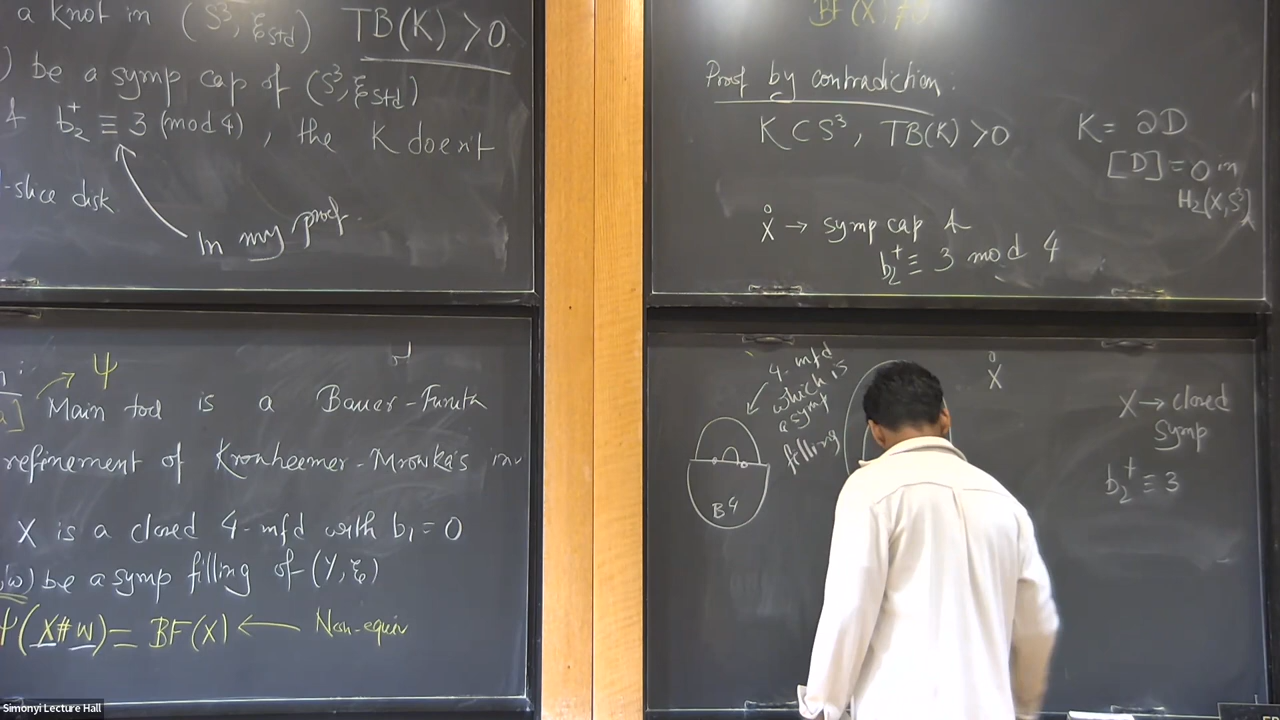 a knot in (S³, ξstd) TB(K) > 0.
) be a symp cap of (S³, ξstd)
b₂⁺ ≡ 3 (mod 4), the K doesn't
-slice disk.
In my proof.
Ψ
Main tool is a Bauer-Furuta
refinement of Kronheimer-Mrowka's inv
X is a closed 4-mfd with b₁ = 0
, ω) be a symp filling of (Y, ξ)
Ψ(X # W) = BF(X) ← Non-equiv
BF(X) ≠ 0
Proof by contradiction.
K ⊂ S³, TB(K) > 0
K = ∂D
[D] = 0 in
H₂(X, S³)
X̊ → symp cap
b₂⁺ ≡ 3 mod 4
4-mfd
which is
a symp
filling
B⁴
X̊
X → closed
symp
b₂⁺ ≡ 3
Simonyi Lecture Hall